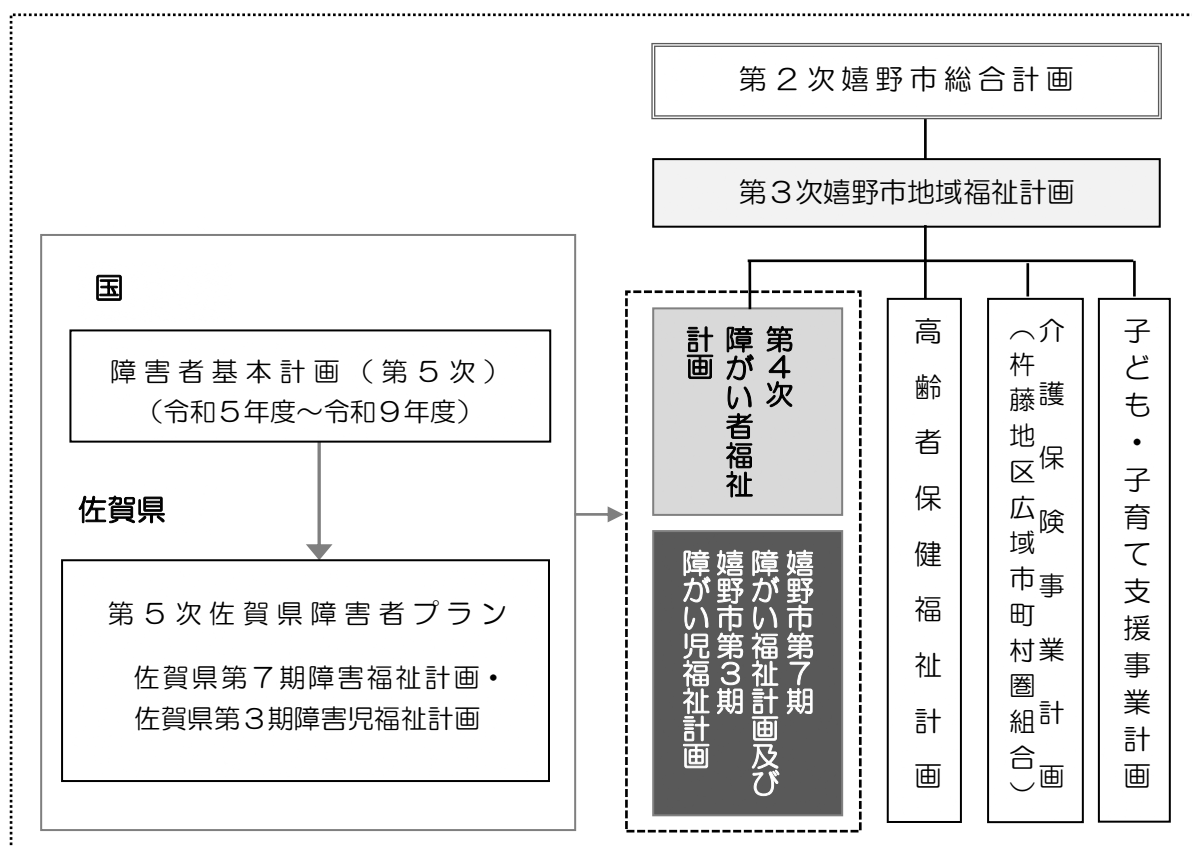 第２次嬉野市総合計画
第３次嬉野市地域福祉計画
国
障害者基本計画（第５次）
（令和５年度～令和９年度）
佐賀県
第５次佐賀県障害者プラン
佐賀県第７期障害福祉計画・
佐賀県第３期障害児福祉計画
第４次
障がい者福祉
計画
嬉野市第７期
障がい福祉計画及び
嬉野市第３期
障がい児福祉計画
高齢者保健福祉計画
介護保険事業計画
（杵藤地区広域市町村圏組合）
子ども・子育て支援事業計画